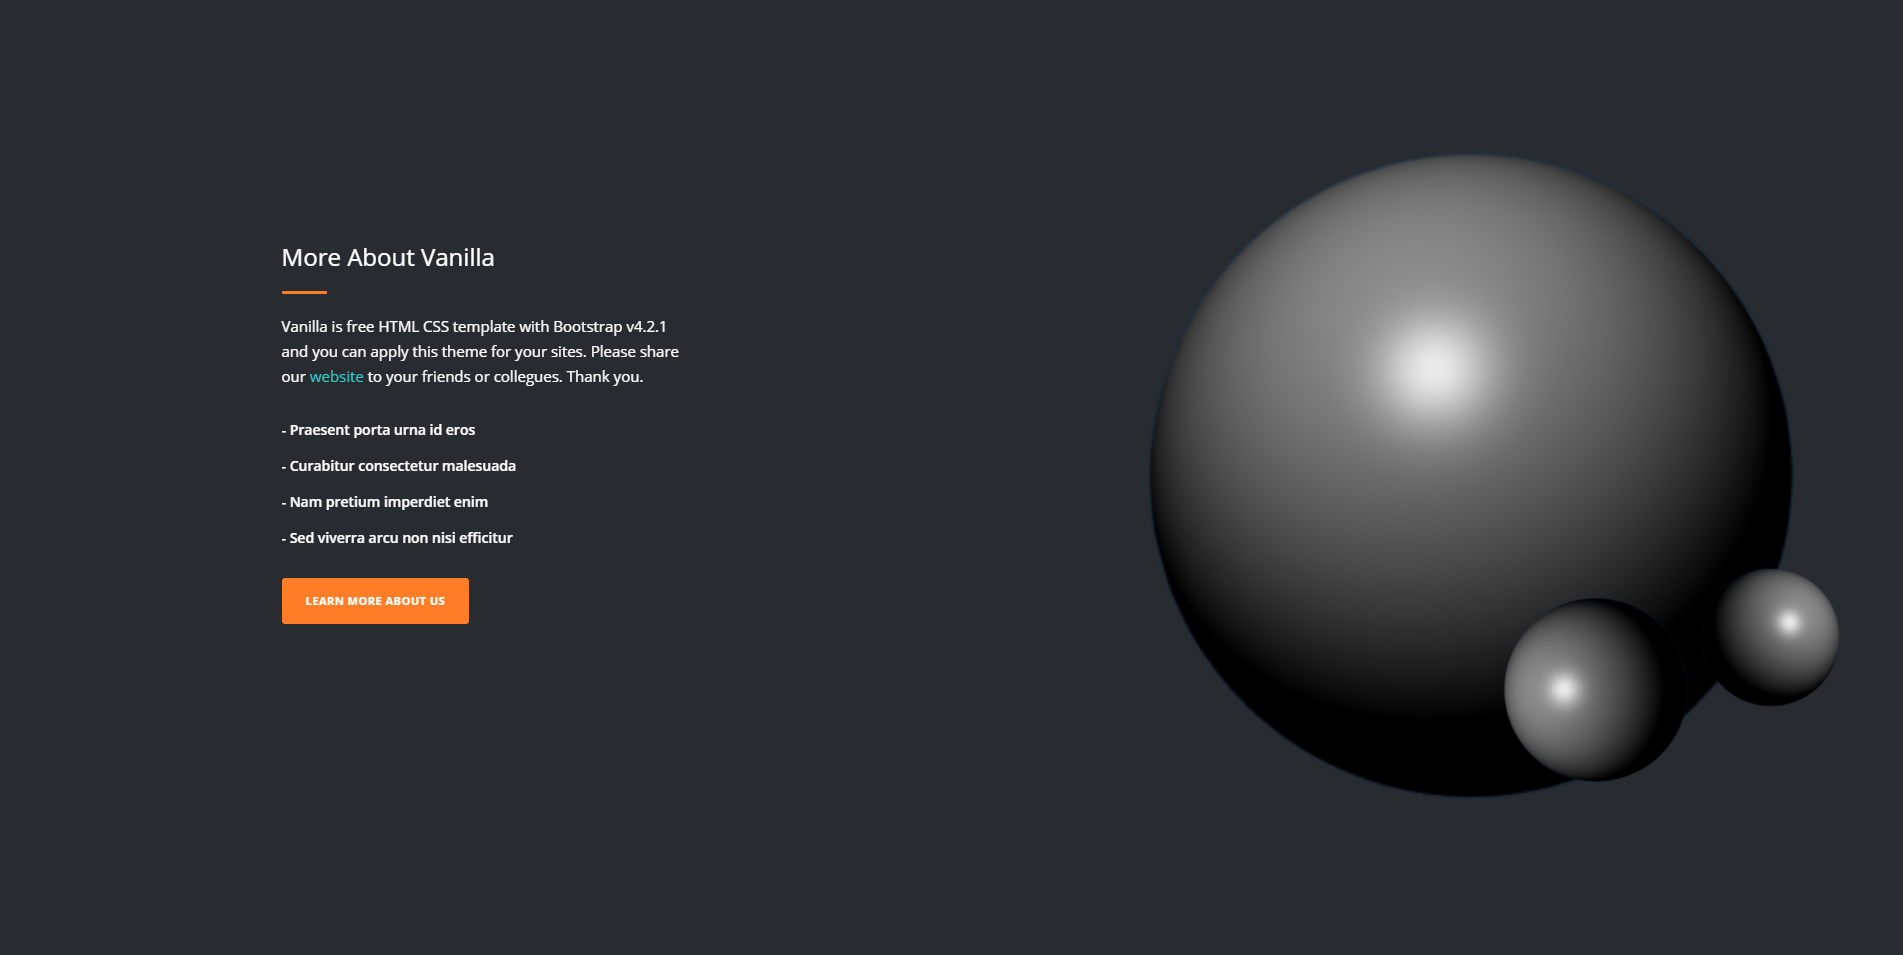 More About Vanilla
Vanilla is free HTML CSS template with Bootstrap v4.2.1
and you can apply this theme for your sites. Please share
our website to your friends or collegues. Thank you.
- Praesent porta urna id eros
- Curabitur consectetur malesuada
- Nam pretium imperdiet enim
- Sed viverra arcu non nisi efficitur
LEARN MORE ABOUT US